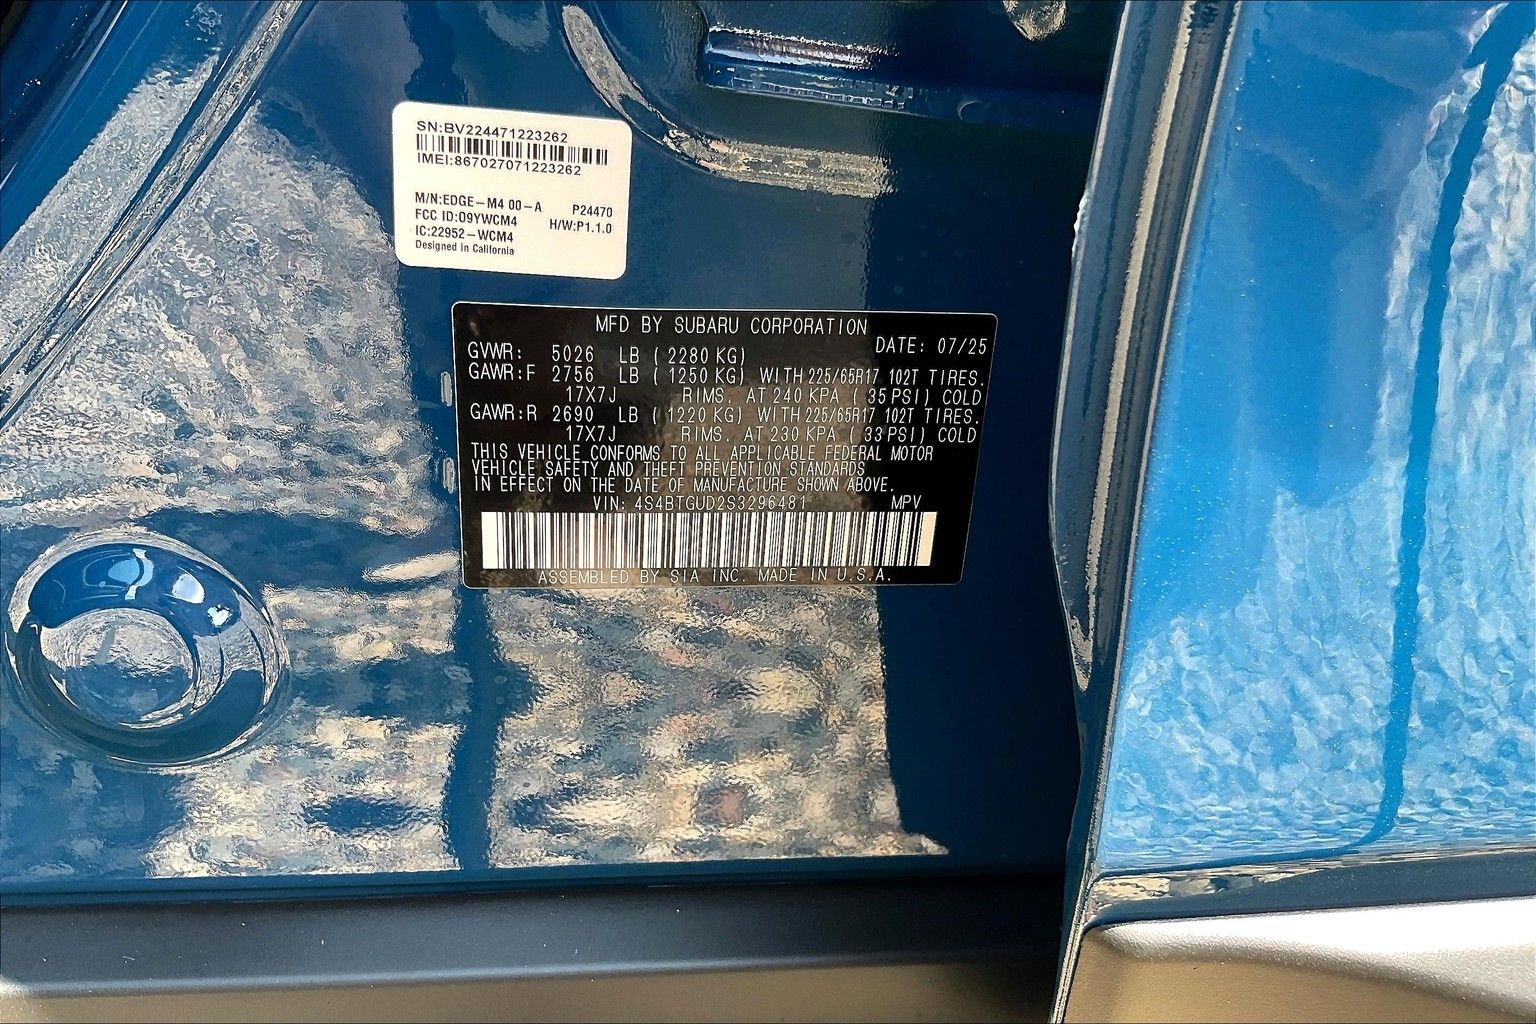 SN:BV224471223262
IMEI:867027071223262
M/N:EDGE-M4 00-A P24470
FCC ID:O9YWCM4 H/W:P1.1.0
IC:22952-WCM4
Designed in California
MFD BY SUBARU CORPORATION
DATE: 07/25
GVWR: 5026 LB ( 2280 KG)
GAWR:F 2756 LB ( 1250 KG) WITH 225/65R17 102T TIRES.
17X7J RIMS. AT 240 KPA ( 35 PSI) COLD
GAWR:R 2690 LB ( 1220 KG) WITH 225/65R17 102T TIRES.
17X7J RIMS. AT 230 KPA ( 33 PSI) COLD
THIS VEHICLE CONFORMS TO ALL APPLICABLE FEDERAL MOTOR
VEHICLE SAFETY AND THEFT PREVENTION STANDARDS
IN EFFECT ON THE DATE OF MANUFACTURE SHOWN ABOVE.
VIN: 4S4BTGUD2S3296481 MPV
ASSEMBLED BY SIA INC. MADE IN U.S.A.